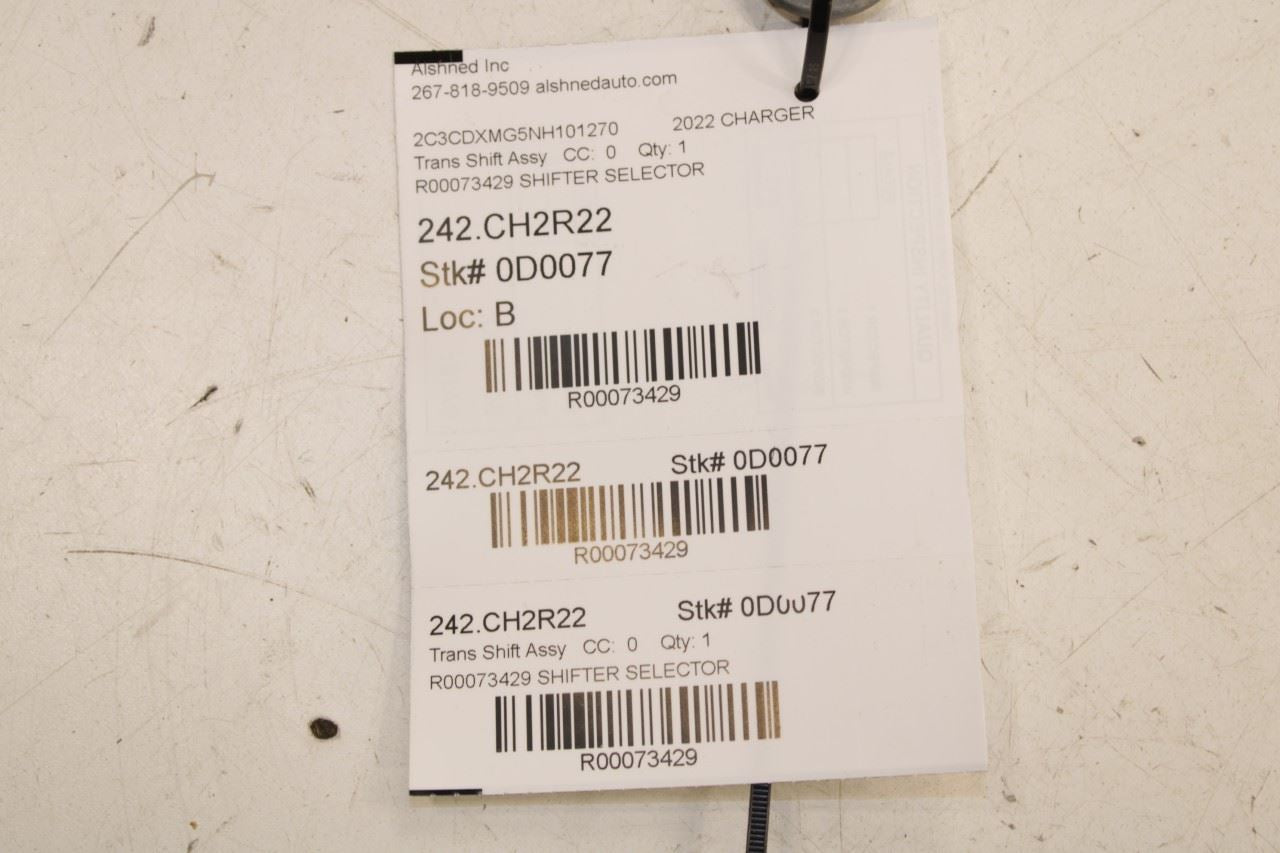 Alshned Inc
267-818-9509 alshnedauto.com
2C3CDXMG5NH101270 2022 CHARGER
Trans Shift Assy CC: 0 Qty: 1
R00073429 SHIFTER SELECTOR
242.CH2R22
Stk# 0D0077
Loc: B
R00073429
242.CH2R22 Stk# 0D0077
R00073429
242.CH2R22 Stk# 0D0077
Trans Shift Assy CC: 0 Qty: 1
R00073429 SHIFTER SELECTOR
R00073429